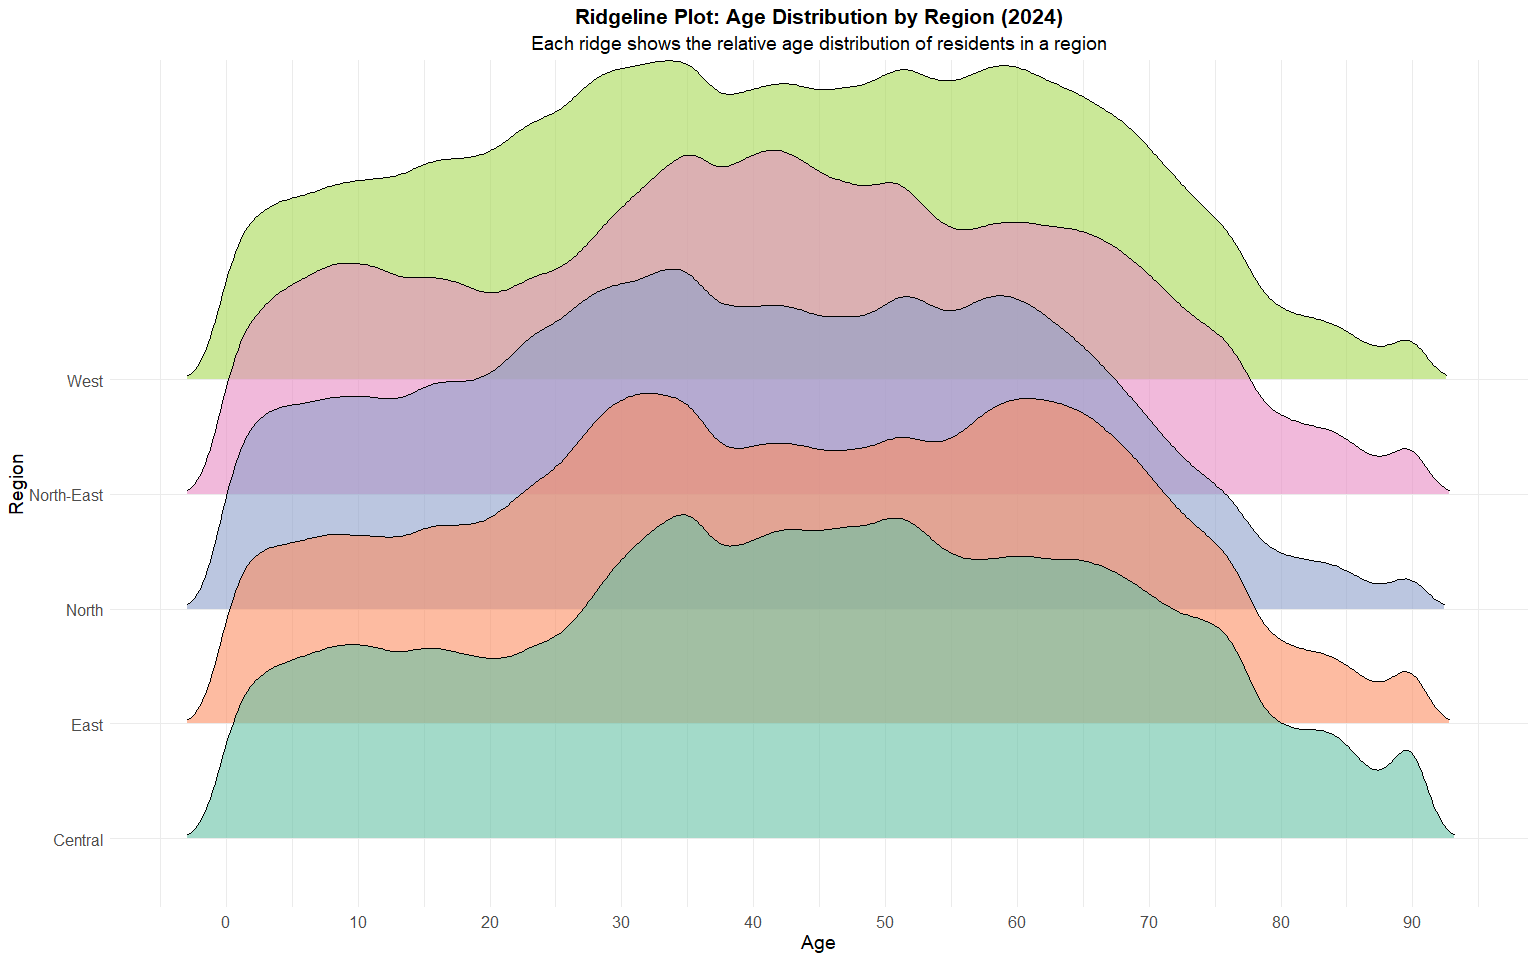 Ridgeline Plot: Age Distribution by Region (2024)
Each ridge shows the relative age distribution of residents in a region
Region
West
North-East
North
East
Central
0 10 20 30 40 50 60 70 80 90
Age